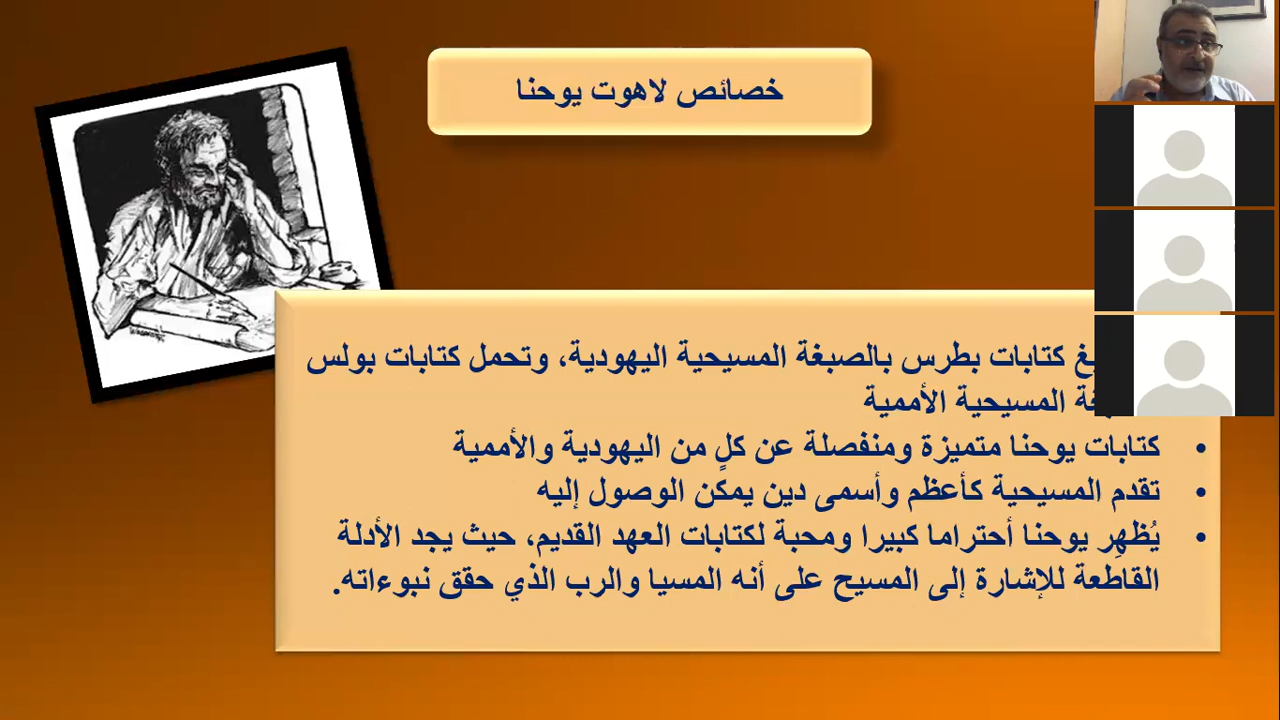 خصائص لاهوت يوحنا
كتابات بطرس بالصبغة المسيحية اليهودية، وتحمل كتابات بولس
المسيحية الأممية
• كتابات يوحنا متميزة ومنفصلة عن كلٍ من اليهودية والأممية
• تقدم المسيحية كأعظم وأسمى دين يمكن الوصول إليه
• يُظهِر يوحنا أحتراما كبيرا ومحبة لكتابات العهد القديم، حيث يجد الأدلة
القاطعة للإشارة إلى المسيح على أنه المسيا والرب الذي حقق نبوءاته.